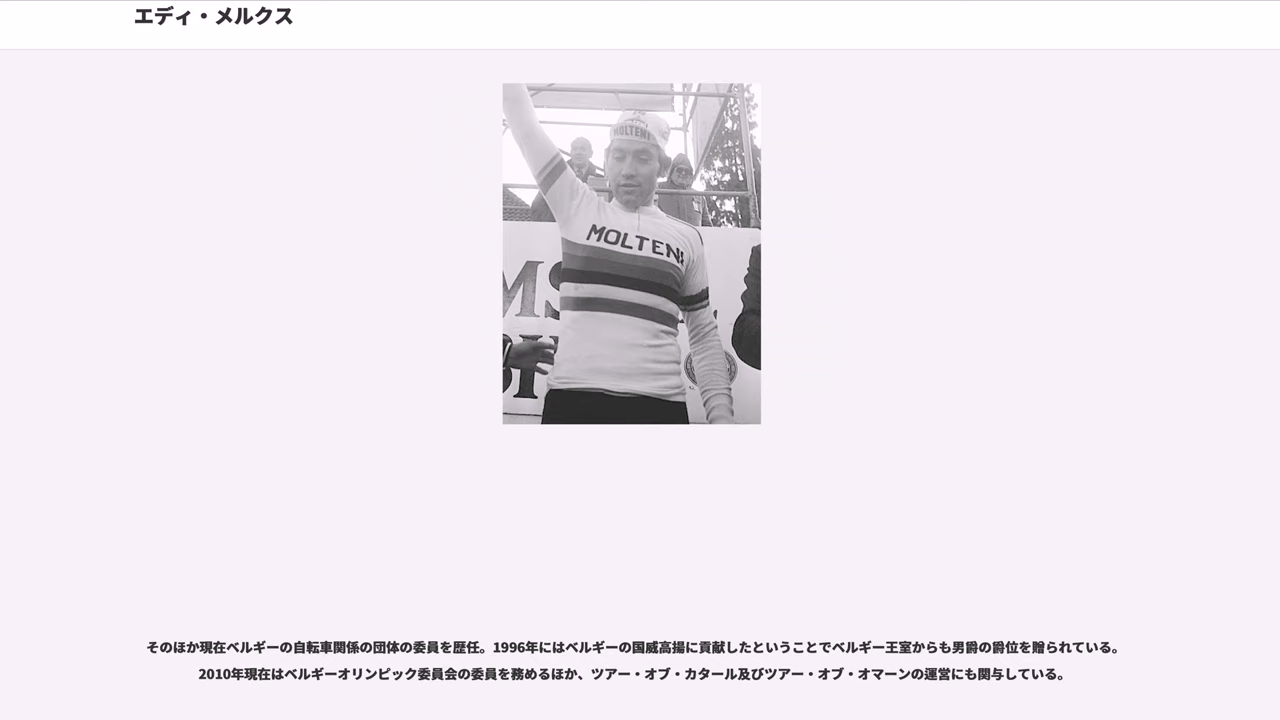 エディ・メルクス
MOLTENI
MOLTENI
そのほか現在ベルギーの自転車関係の団体の委員を歴任。1996年にはベルギーの国威高揚に貢献したということでベルギー王室からも男爵の爵位を贈られている。
2010年現在はベルギーオリンピック委員会の委員を務めるほか、ツアー・オブ・カタール及びツアー・オブ・オマーンの運営にも関与している。